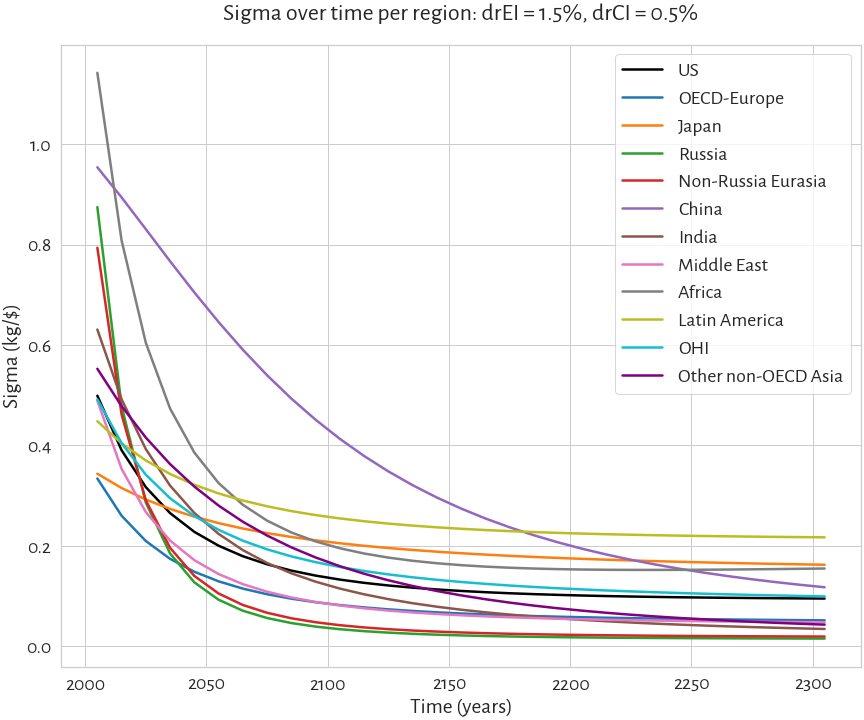 Sigma over time per region: drEI = 1.5%, drCI = 0.5%
Sigma (kg/$)
1.0
0.8
0.6
0.4
0.2
0.0
US
OECD-Europe
Japan
Russia
Non-Russia Eurasia
China
India
Middle East
Africa
Latin America
OHI
Other non-OECD Asia
2000 2050 2100 2150 2200 2250 2300
Time (years)